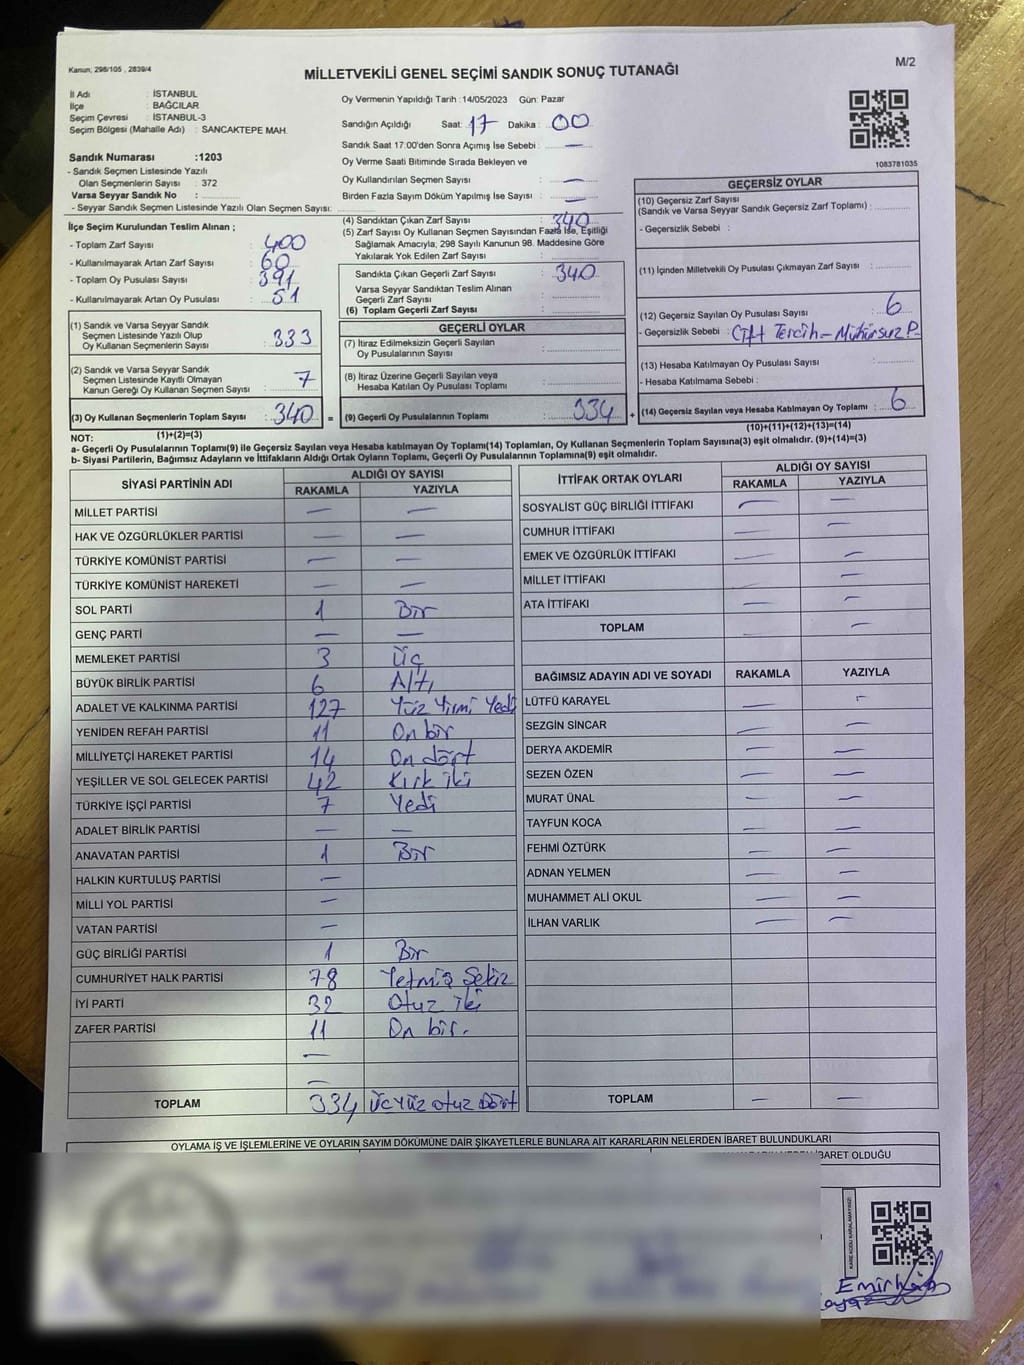 Kanun; 298/105 , 2839/4
MİLLETVEKİLİ GENEL SEÇİMİ SANDIK SONUÇ TUTANAĞI
M/2
İl Adı : İSTANBUL
İlçe : BAĞCILAR
Seçim Çevresi : İSTANBUL-3
Seçim Bölgesi (Mahalle Adı) : SANCAKTEPE MAH.
Sandık Numarası :1203
- Sandık Seçmen Listesinde Yazılı
Olan Seçmenlerin Sayısı : 372
Varsa Seyyar Sandık No :
- Seyyar Sandık Seçmen Listesinde Yazılı Olan Seçmen Sayısı:
Oy Vermenin Yapıldığı Tarih :14/05/2023 Gün: Pazar
Sandığın Açıldığı Saat: 17 Dakika : 00
Sandık Saat 17:00'den Sonra Açımış İse Sebebi : —
Oy Verme Saati Bitiminde Sırada Bekleyen ve
Oy Kullandırılan Seçmen Sayısı : —
Birden Fazla Sayım Döküm Yapılmış İse Sayısı : —
1083781035
İlçe Seçim Kurulundan Teslim Alınan ;
- Toplam Zarf Sayısı : 400
- Kullanılmayarak Artan Zarf Sayısı : 60
- Toplam Oy Pusulası Sayısı : 391
- Kullanılmayarak Artan Oy Pusulası : 51
(1) Sandık ve Varsa Seyyar Sandık
Seçmen Listesinde Yazılı Olup
Oy Kullanan Seçmenlerin Sayısı : 333
(2) Sandık ve Varsa Seyyar Sandık
Seçmen Listesinde Kayıtlı Olmayan
Kanun Gereği Oy Kullanan Seçmen Sayısı : 7
(3) Oy Kullanan Seçmenlerin Toplam Sayısı : 340 =
(1)+(2)=(3)
(4) Sandıktan Çıkan Zarf Sayısı : 340
(5) Zarf Sayısı Oy Kullanan Seçmen Sayısından Fazla İse, Eşitliği
Sağlamak Amacıyla, 298 Sayılı Kanunun 98. Maddesine Göre
Yakılarak Yok Edilen Zarf Sayısı :
Sandıkta Çıkan Geçerli Zarf Sayısı : 340
Varsa Seyyar Sandıktan Teslim Alınan
Geçerli Zarf Sayısı :
(6) Toplam Geçerli Zarf Sayısı :
GEÇERLİ OYLAR
(7) İtiraz Edilmeksizin Geçerli Sayılan
Oy Pusulalarının Sayısı :
(8) İtiraz Üzerine Geçerli Sayılan veya
Hesaba Katılan Oy Pusulası Toplamı :
(9) Geçerli Oy Pusulalarının Toplamı : 334 +
GEÇERSİZ OYLAR
(10) Geçersiz Zarf Sayısı
(Sandık ve Varsa Seyyar Sandık Geçersiz Zarf Toplamı) :
- Geçersizlik Sebebi :
(11) İçinden Milletvekili Oy Pusulası Çıkmayan Zarf Sayısı :
(12) Geçersiz Sayılan Oy Pusulası Sayısı : 6
- Geçersizlik Sebebi : Çift Tercih - Mühürsüz P-
(13) Hesaba Katılmayan Oy Pusulası Sayısı :
- Hesaba Katılmama Sebebi :
(14) Geçersiz Sayılan veya Hesaba Katılmayan Oy Toplamı : 6
(10)+(11)+(12)+(13)=(14)
NOT:
a- Geçerli Oy Pusulalarının Toplamı(9) ile Geçersiz Sayılan veya Hesaba katılmayan Oy Toplamı(14) Toplamları, Oy Kullanan Seçmenlerin Toplam Sayısına(3) eşit olmalıdır. (9)+(14)=(3)
b- Siyasi Partilerin, Bağımsız Adayların ve İttifakların Aldığı Ortak Oyların Toplamı, Geçerli Oy Pusulalarının Toplamına(9) eşit olmalıdır.
SİYASİ PARTİNİN ADI ALDIĞI OY SAYISI
RAKAMLA YAZIYLA
MİLLET PARTİSİ — —
HAK VE ÖZGÜRLÜKLER PARTİSİ — —
TÜRKİYE KOMÜNİST PARTİSİ — —
TÜRKİYE KOMÜNİST HAREKETİ — —
SOL PARTİ 1 Bir
GENÇ PARTİ — —
MEMLEKET PARTİSİ 3 Üç
BÜYÜK BİRLİK PARTİSİ 6 Altı
ADALET VE KALKINMA PARTİSİ 127 Yüz Yirmi Yedi
YENİDEN REFAH PARTİSİ 11 On bir
MİLLİYETÇİ HAREKET PARTİSİ 14 On dört
YEŞİLLER VE SOL GELECEK PARTİSİ 42 Kırk iki
TÜRKİYE İŞÇİ PARTİSİ 7 Yedi
ADALET BİRLİK PARTİSİ — —
ANAVATAN PARTİSİ 1 Bir
HALKIN KURTULUŞ PARTİSİ —
MİLLİ YOL PARTİSİ —
VATAN PARTİSİ —
GÜÇ BİRLİĞİ PARTİSİ 1 Bir
CUMHURİYET HALK PARTİSİ 78 Yetmiş Sekiz
İYİ PARTİ 32 Otuz iki
ZAFER PARTİSİ 11 On bir.
—
—
TOPLAM 334 Üçyüz otuz Dört
İTTİFAK ORTAK OYLARI ALDIĞI OY SAYISI
RAKAMLA YAZIYLA
SOSYALİST GÜÇ BİRLİĞİ İTTİFAKI — —
CUMHUR İTTİFAKI — —
EMEK VE ÖZGÜRLÜK İTTİFAKI — —
MİLLET İTTİFAKI —
ATA İTTİFAKI — —
TOPLAM — —
BAĞIMSIZ ADAYIN ADI VE SOYADI RAKAMLA YAZIYLA
LÜTFÜ KARAYEL — —
SEZGİN SİNCAR — —
DERYA AKDEMİR — —
SEZEN ÖZEN — —
MURAT ÜNAL — —
TAYFUN KOCA — —
FEHMİ ÖZTÜRK — —
ADNAN YELMEN — —
MUHAMMET ALİ OKUL — —
İLHAN VARLIK — —
TOPLAM — —
OYLAMA İŞ VE İŞLEMLERİNE VE OYLARIN SAYIM DÖKÜMÜNE DAİR ŞİKAYETLERLE BUNLARA AİT KARARLARIN NELERDEN İBARET BULUNDUKLARI
İBARET OLDUĞU
KARE KODU KARALAMAYINIZ!